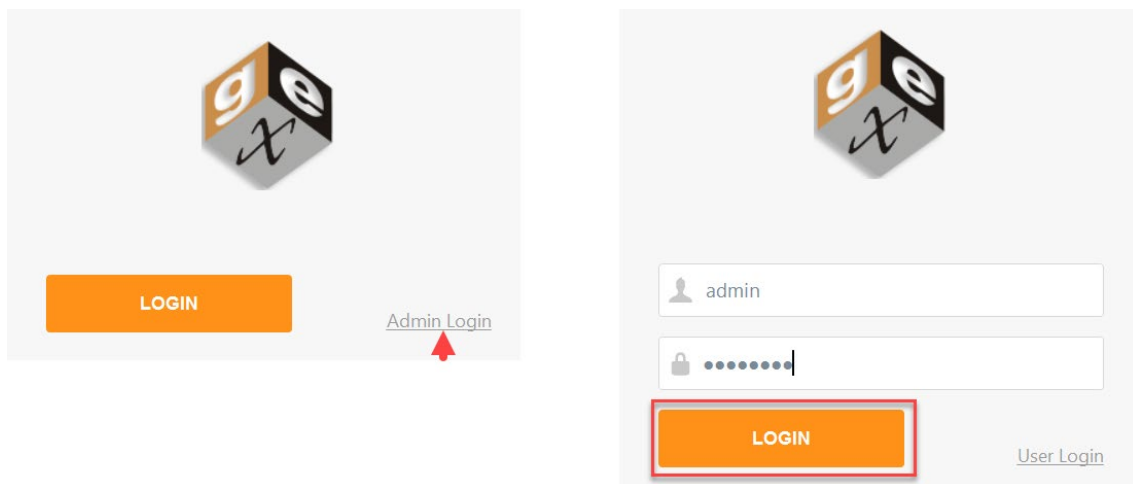 g e x
LOGIN
Admin Login
g e x
admin
••••••••
LOGIN
User Login